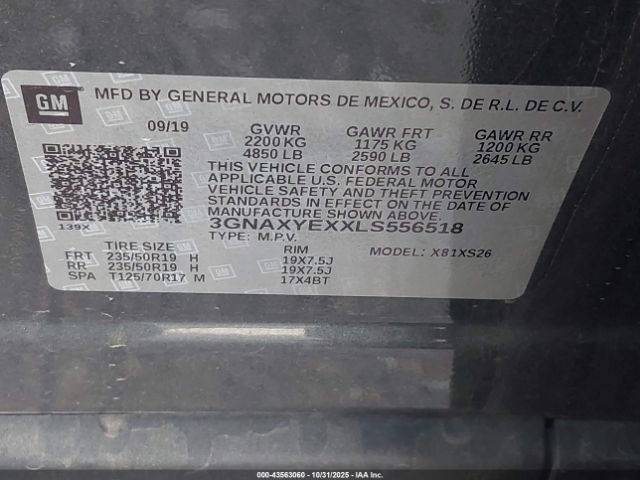 GM MFD BY GENERAL MOTORS DE MEXICO, S. DE R.L. DE C.V.
09/19 GVWR GAWR FRT GAWR RR
2200 KG 1175 KG 1200 KG
4850 LB 2590 LB 2645 LB
THIS VEHICLE CONFORMS TO ALL
APPLICABLE U.S. FEDERAL MOTOR
VEHICLE SAFETY AND THEFT PREVENTION
STANDARDS IN EFFECT ON THE DATE OF
MANUFACTURE SHOWN ABOVE.
139X 3GNAXYEXXLS556518
TYPE: M.P.V. MODEL: X81XS26
TIRE SIZE RIM
FRT 235/50R19 H 19X7.5J
RR 235/50R19 H 19X7.5J
SPA T125/70R17 M 17X4BT
000-43563060 - 10/31/2025 - © IAA Inc.